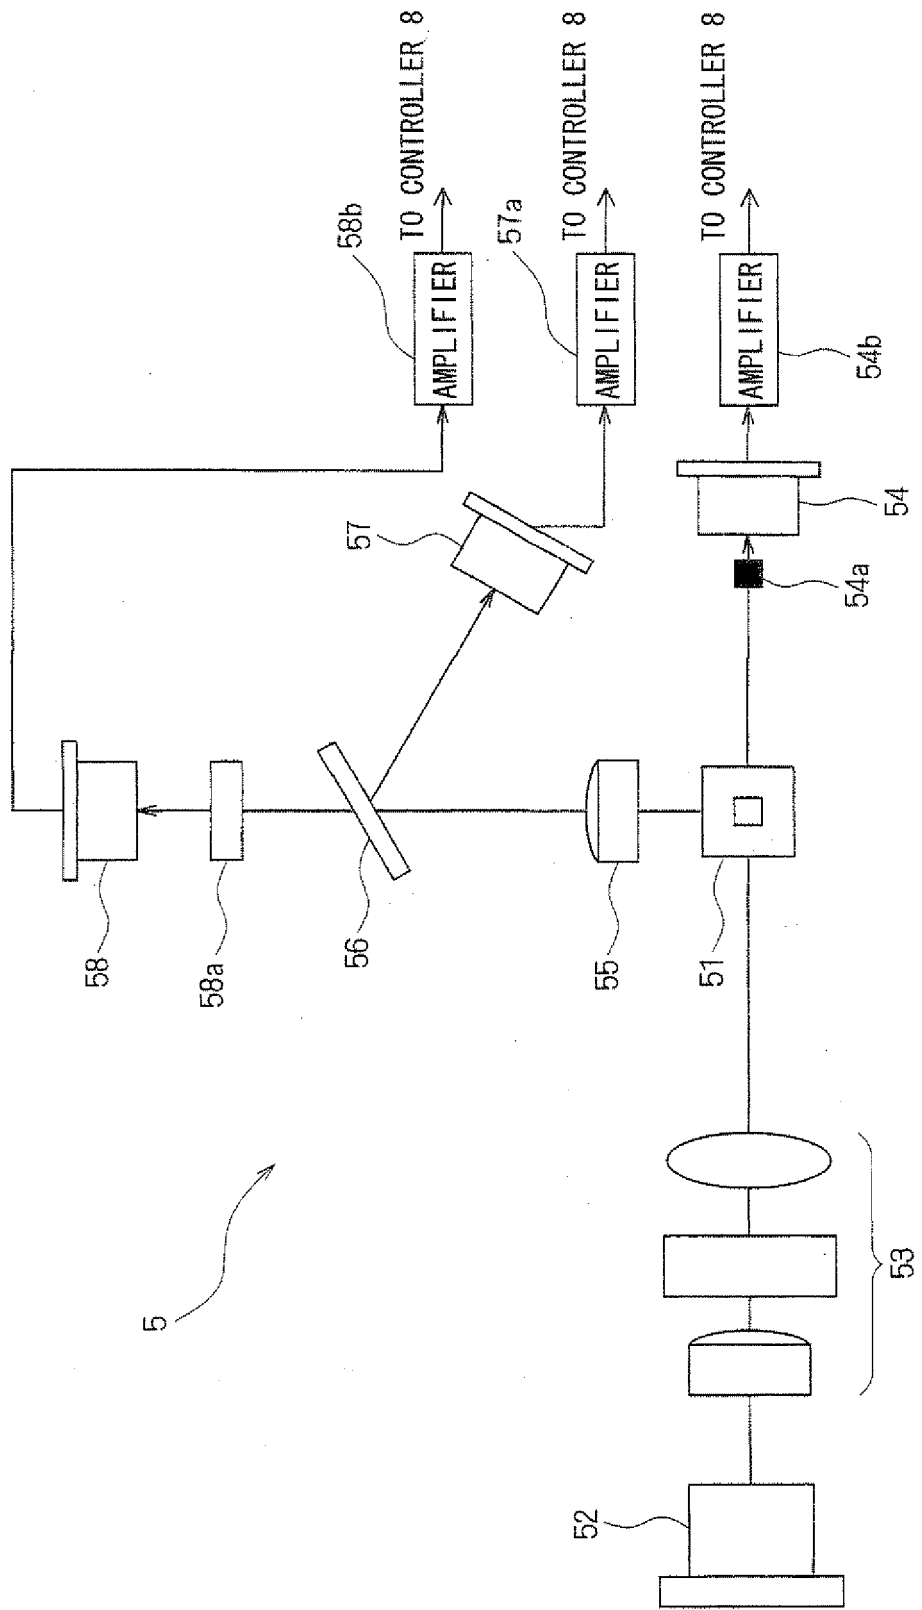 TO CONTROLLER 8
TO CONTROLLER 8
TO CONTROLLER 8
58b
57a
AMPLIFIER
AMPLIFIER
AMPLIFIER
54b
57
54
54a
58
58a
56
55
51
5
53
52